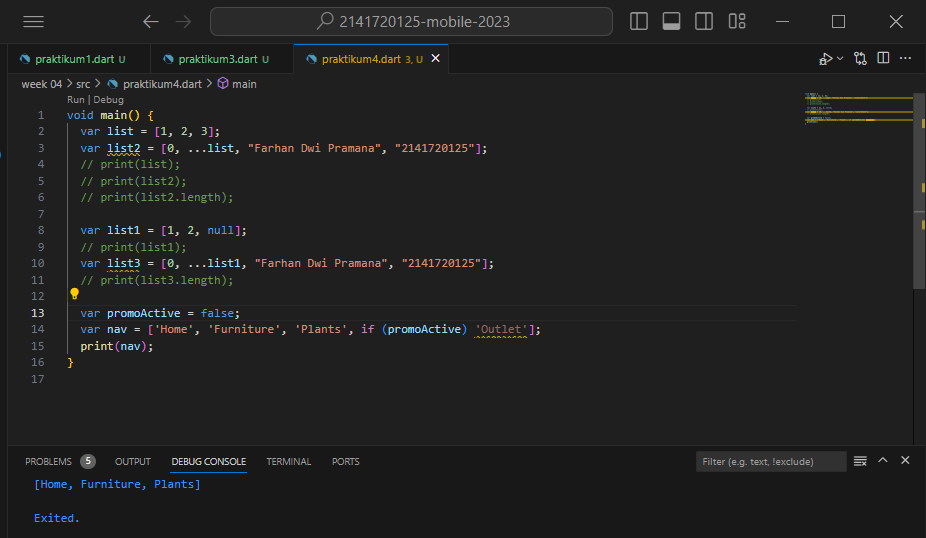 2141720125-mobile-2023
praktikum1.dart U praktikum3.dart U praktikum4.dart 3, U
week 04 > src > praktikum4.dart > main
Run | Debug
1 void main() {
2 var list = [1, 2, 3];
3 var list2 = [0, ...list, "Farhan Dwi Pramana", "2141720125"];
4 // print(list);
5 // print(list2);
6 // print(list2.length);
7
8 var list1 = [1, 2, null];
9 // print(list1);
10 var list3 = [0, ...list1, "Farhan Dwi Pramana", "2141720125"];
11 // print(list3.length);
12
13 var promoActive = false;
14 var nav = ['Home', 'Furniture', 'Plants', if (promoActive) 'Outlet'];
15 print(nav);
16 }
17
PROBLEMS 5 OUTPUT DEBUG CONSOLE TERMINAL PORTS Filter (e.g. text, !exclude)
[Home, Furniture, Plants]
Exited.